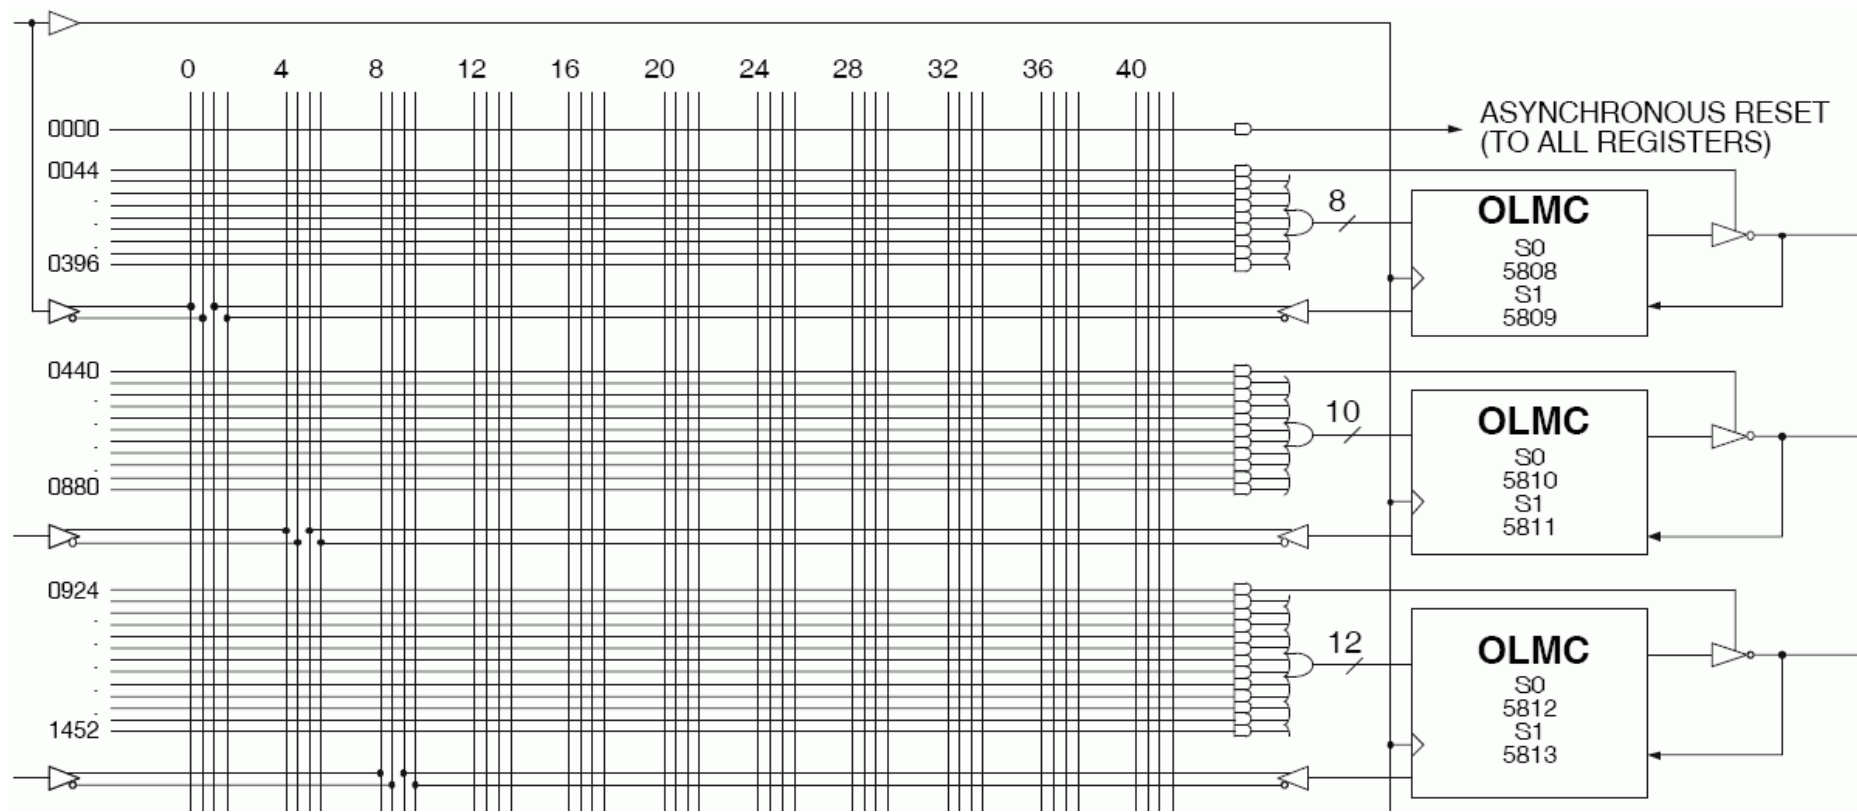 0 4 8 12 16 20 24 28 32 36 40
0000
ASYNCHRONOUS RESET
(TO ALL REGISTERS)
0044
.
.
.
0396
8
OLMC
S0
5808
S1
5809
0440
.
.
.
.
0880
10
OLMC
S0
5810
S1
5811
0924
.
.
.
.
.
1452
12
OLMC
S0
5812
S1
5813